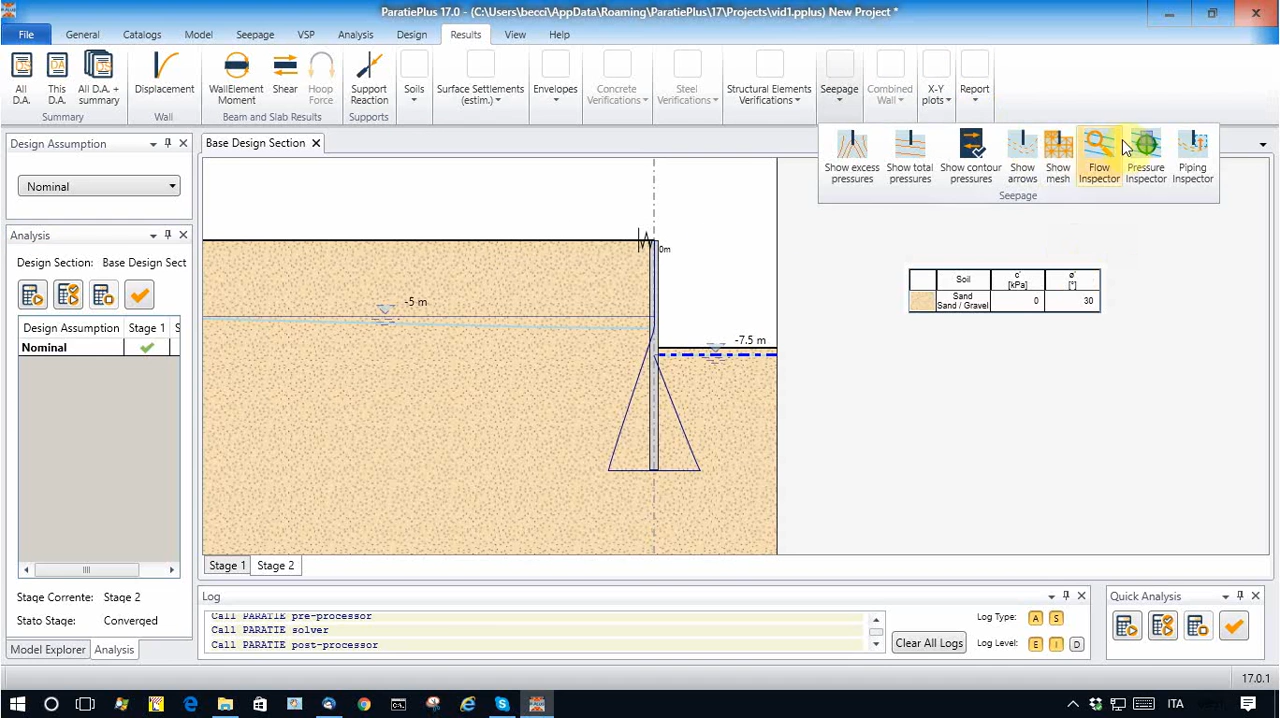 ParatiePlus 17.0 - (C:\Users\becci\AppData\Roaming\ParatiePlus\17\Projects\vid1.pplus) New Project *
File General Catalogs Model Seepage VSP Analysis Design Results View Help
All D.A.
This D.A.
All D.A. + summary
Summary
Displacement
Wall
WallElement Moment
Shear
Hoop Force
Beam and Slab Results
Support Reaction
Supports
Soils
Surface Settlements (estim.)
Envelopes
Concrete Verifications
Steel Verifications
Structural Elements Verifications
Seepage
Combined Wall
X-Y plots
Report
Show excess pressures
Show total pressures
Show contour pressures
Show arrows
Show mesh
Flow Inspector
Pressure Inspector
Piping Inspector
Seepage
Design Assumption
Nominal
Base Design Section
Analysis
Design Section: Base Design Sect
Design Assumption Stage 1 S
Nominal
Stage Corrente: Stage 2
Stato Stage: Converged
Model Explorer Analysis
0m
-5 m
-7.5 m
Soil c' [kPa] ø' [°]
Sand Sand / Gravel 0 30
Stage 1 Stage 2
Log
Call PARATIE pre-processor
Call PARATIE solver
Call PARATIE post-processor
Clear All Logs
Log Type: A S
Log Level: E I D
Quick Analysis
17.0.1
ITA